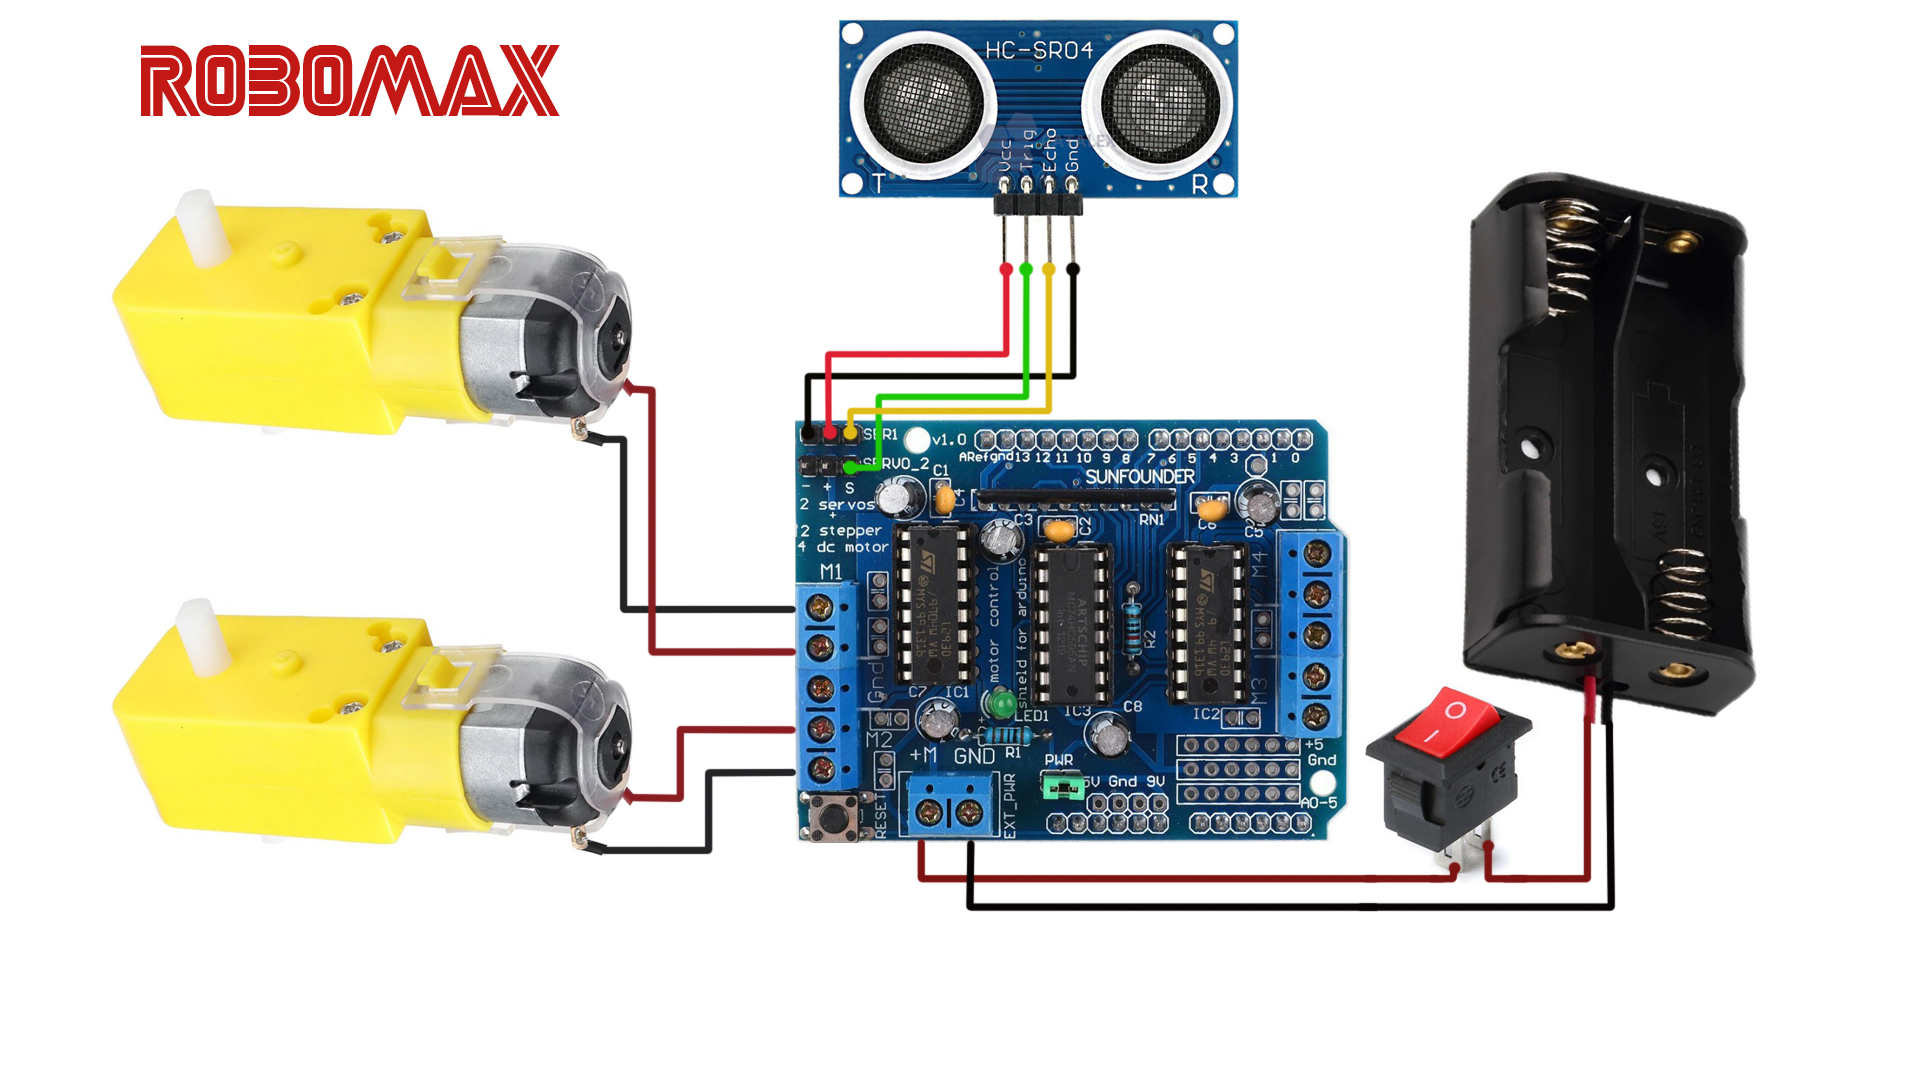 ROBOMAX
HC-SR04
Vcc
Trig
Echo
Gnd
T
R
SER1
v1.0
ARefgnd13 12 11 10 9 8 7 6 5 4 3 1 0
SERVO_2
C1
SUNFOUNDER
- + S
C4
2 servos
+
C3
C2
RN1
C6
C5
2 stepper
4 dc motor
M1
M4
motor control
shield for arduino
R2
Gnd
C7 IC1
LED1
IC3
C8
IC2
M3
M2
+M GND
R1
PWR
+5
Gnd
5V Gnd 9V
A0-5
RESET
EXT_PWR